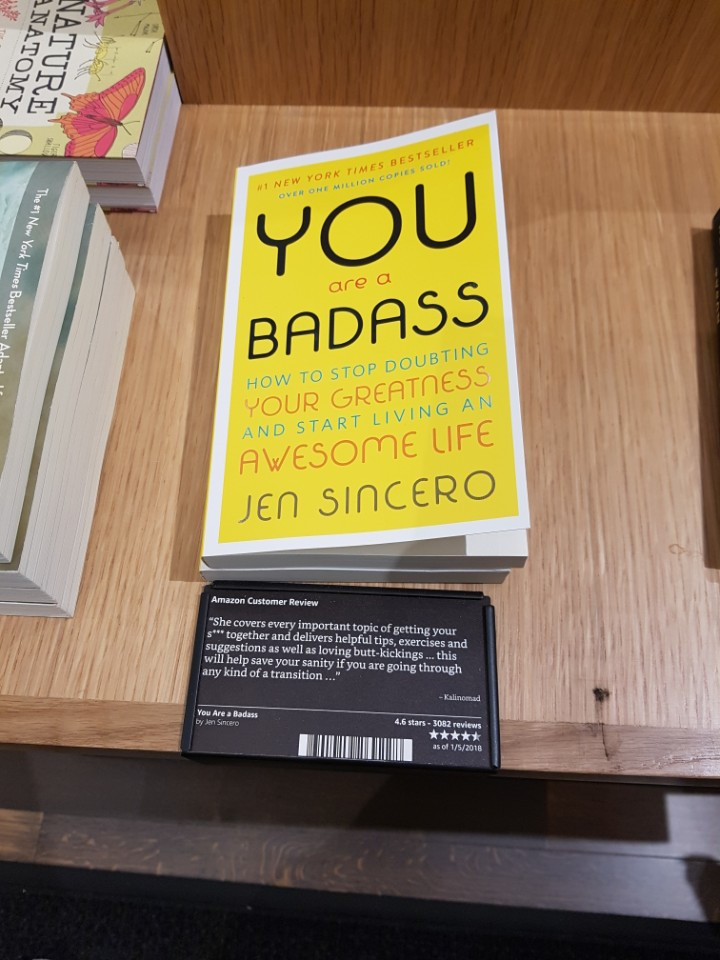 NATURE
ANATOMY
The #1 New York Times Bestseller
#1 NEW YORK TIMES BESTSELLER
OVER ONE MILLION COPIES SOLD!
YOU
are a
BADASS
HOW TO STOP DOUBTING
YOUR GREATNESS
AND START LIVING AN
AWESOME LIFE
JEN SINCERO
Amazon Customer Review
“She covers every important topic of getting your
s*** together and delivers helpful tips, exercises and
suggestions as well as loving butt-kickings ... this
will help save your sanity if you are going through
any kind of a transition ...”
~ Kalinomad
You Are a Badass
by Jen Sincero
4.6 stars - 3082 reviews
as of 1/5/2018